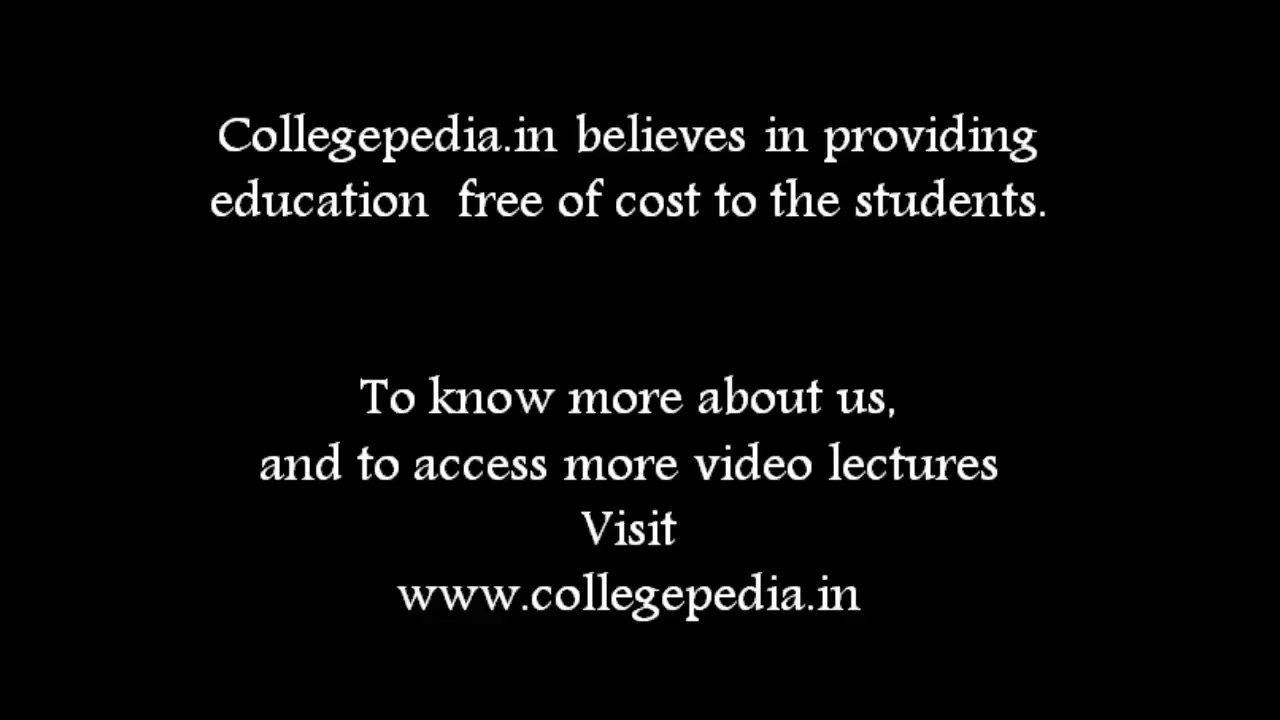 Collegepedia.in believes in providing
education  free of cost to the students.
To know more about us,
and to access more video lectures
Visit
www.collegepedia.in